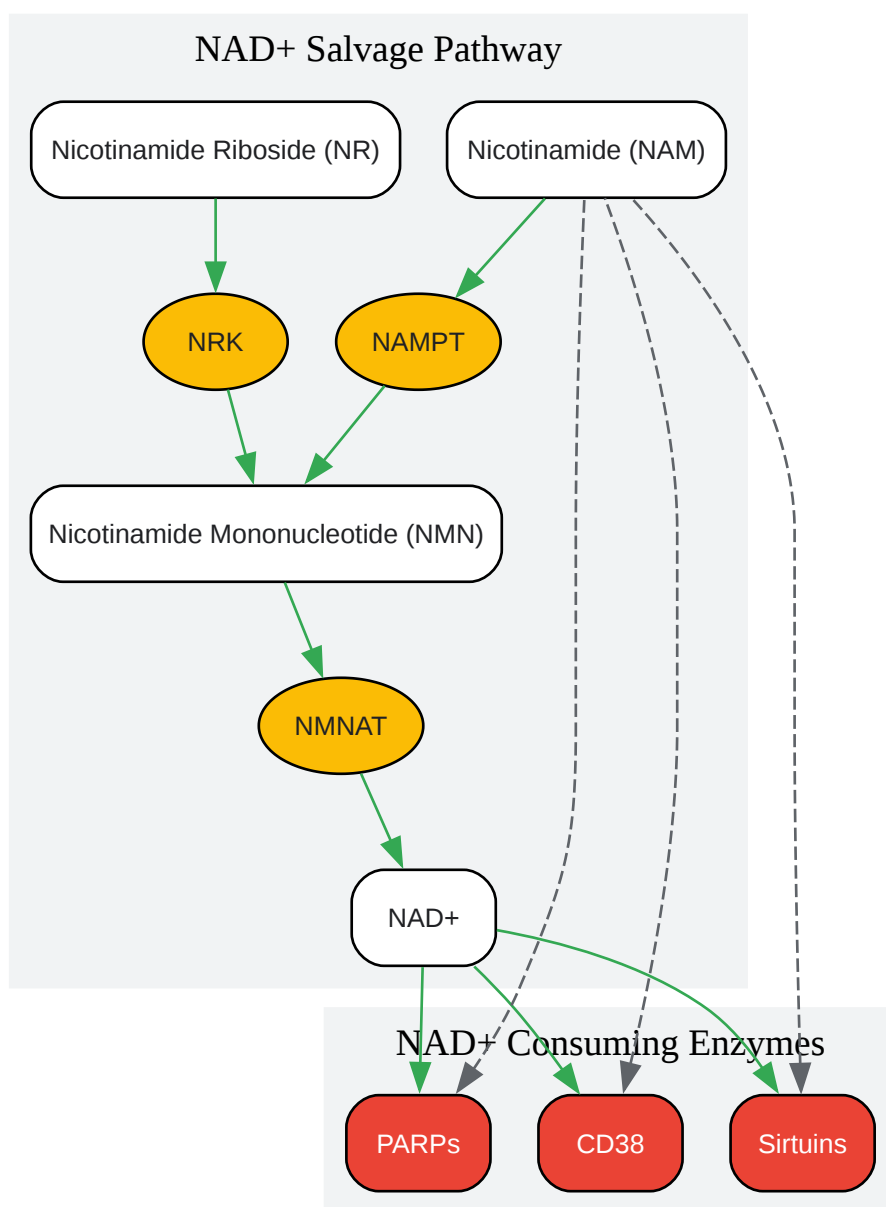 NAD+ Salvage Pathway
Nicotinamide Riboside (NR)
Nicotinamide (NAM)
NRK
NAMPT
Nicotinamide Mononucleotide (NMN)
NMNAT
NAD+
NAD+ Consuming Enzymes
PARPs
CD38
Sirtuins